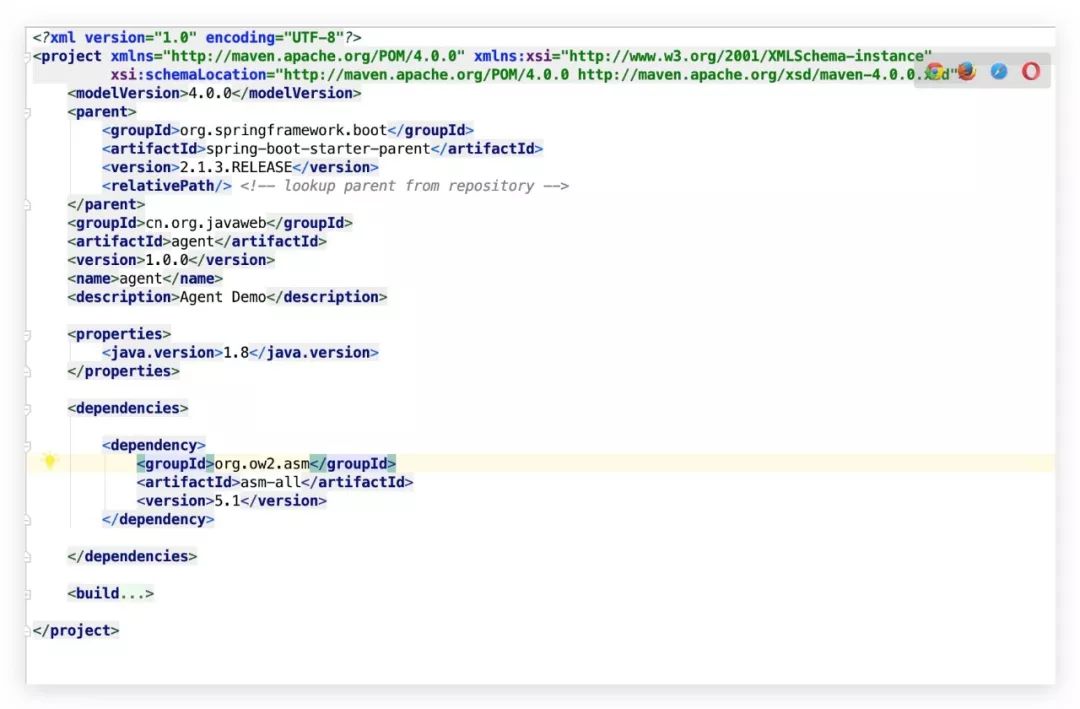 <?xml version="1.0" encoding="UTF-8"?>
<project xmlns="http://maven.apache.org/POM/4.0.0" xmlns:xsi="http://www.w3.org/2001/XMLSchema-instance"
xsi:schemaLocation="http://maven.apache.org/POM/4.0.0 http://maven.apache.org/xsd/maven-4.0.0.xsd">
<modelVersion>4.0.0</modelVersion>
<parent>
<groupId>org.springframework.boot</groupId>
<artifactId>spring-boot-starter-parent</artifactId>
<version>2.1.3.RELEASE</version>
<relativePath/> <!-- lookup parent from repository -->
</parent>
<groupId>cn.org.javaweb</groupId>
<artifactId>agent</artifactId>
<version>1.0.0</version>
<name>agent</name>
<description>Agent Demo</description>
<properties>
<java.version>1.8</java.version>
</properties>
<dependencies>
<dependency>
<groupId>org.ow2.asm</groupId>
<artifactId>asm-all</artifactId>
<version>5.1</version>
</dependency>
</dependencies>
<build...>
</project>